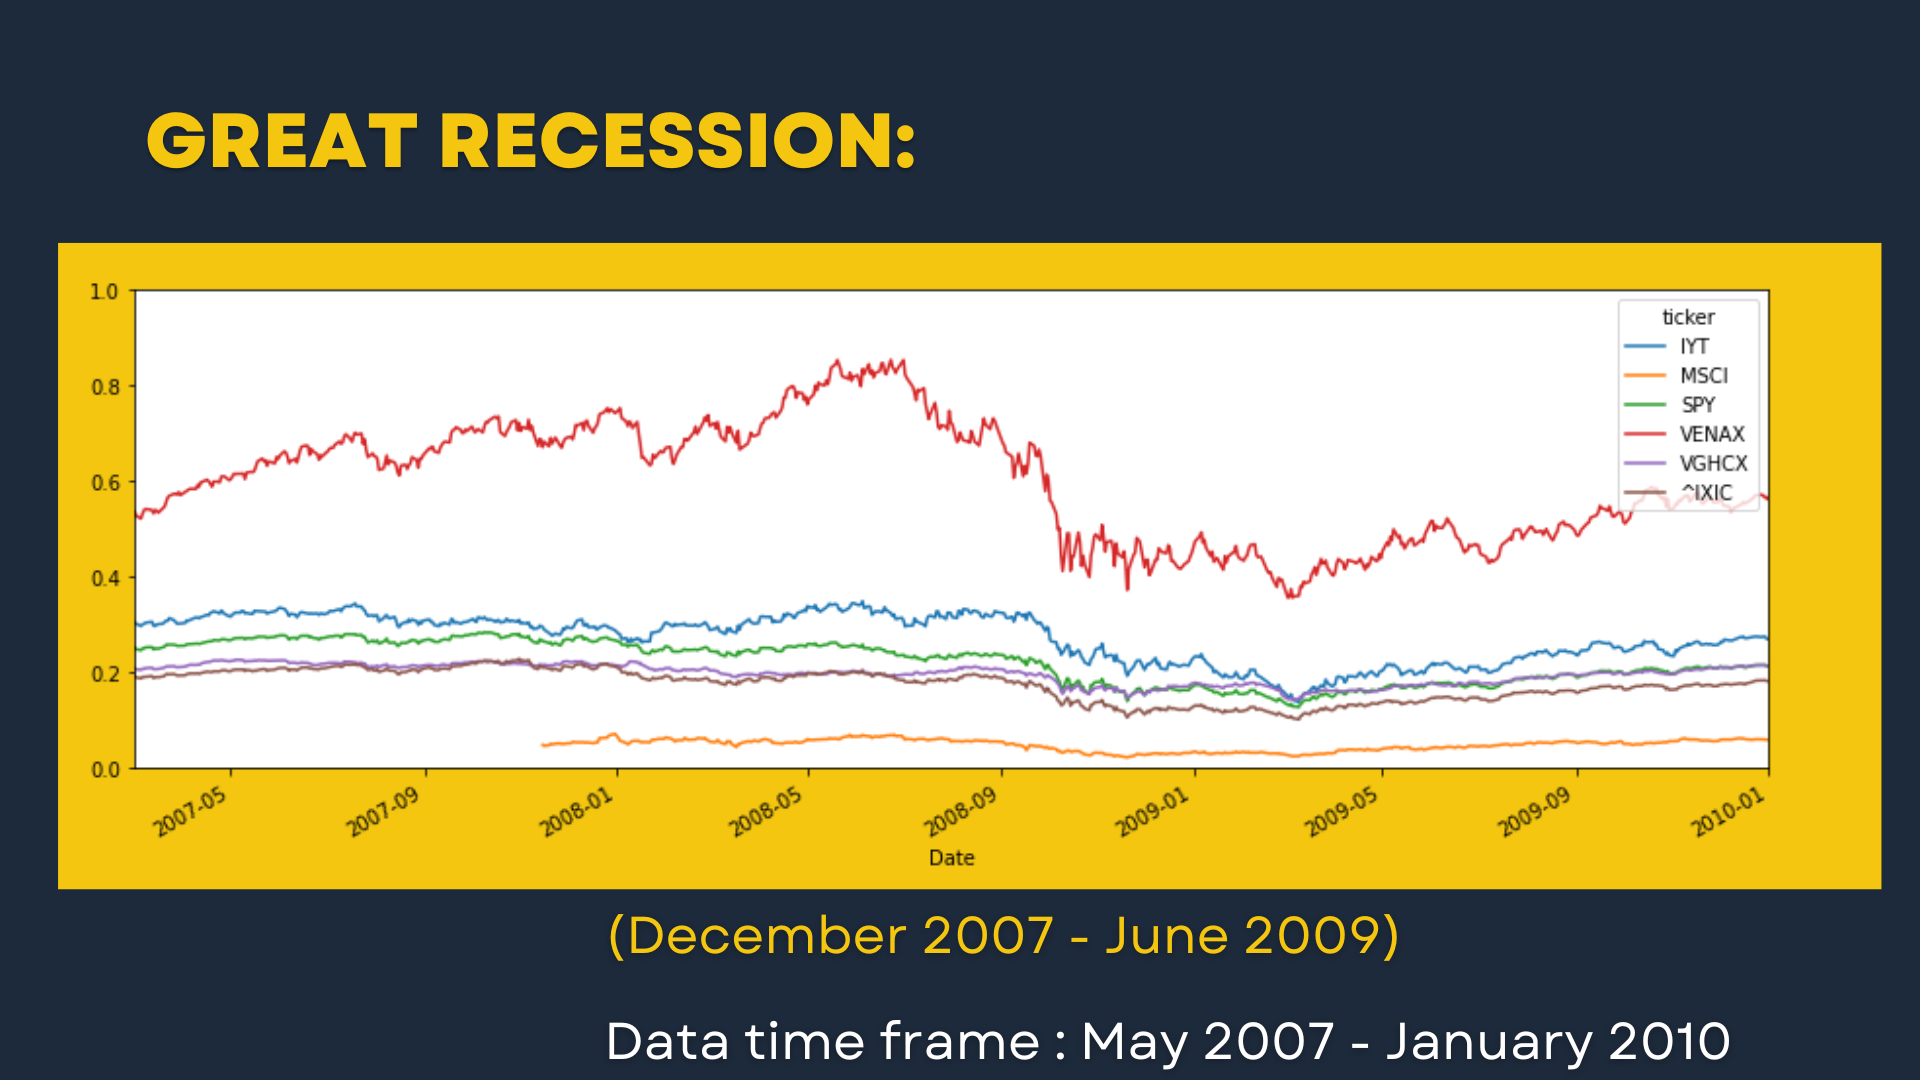 GREAT RECESSION:
1.0
0.8
0.6
0.4
0.2
0.0
ticker
IYT
MSCI
SPY
VENAX
VGHCX
^IXIC
2007-05
2007-09
2008-01
2008-05
2008-09
2009-01
2009-05
2009-09
2010-01
Date
(December 2007 - June 2009)
Data time frame : May 2007 - January 2010